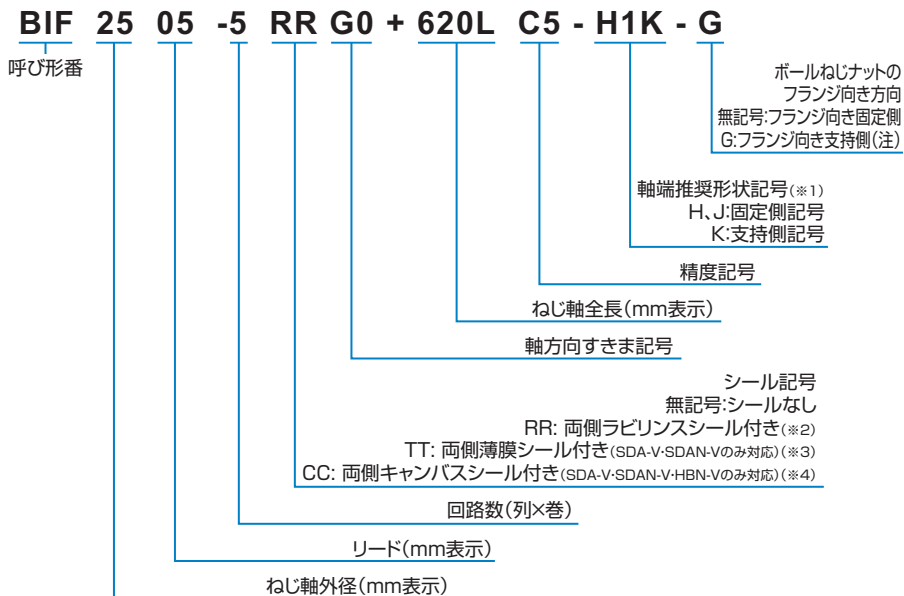 BIF 25 05 -5 RR G0 + 620L C5 - H1K - G
呼び形番
ボールねじナットの
フランジ向き方向
無記号:フランジ向き固定側
G:フランジ向き支持側(注)
軸端推奨形状記号(※1)
H、J:固定側記号
K:支持側記号
精度記号
ねじ軸全長(mm表示)
軸方向すきま記号
シール記号
無記号:シールなし
RR: 両側ラビリンスシール付き(※2)
TT: 両側薄膜シール付き(SDA-V・SDAN-Vのみ対応)(※3)
CC: 両側キャンバスシール付き(SDA-V・SDAN-V・HBN-Vのみ対応)(※4)
回路数(列×巻)
リード(mm表示)
ねじ軸外径(mm表示)